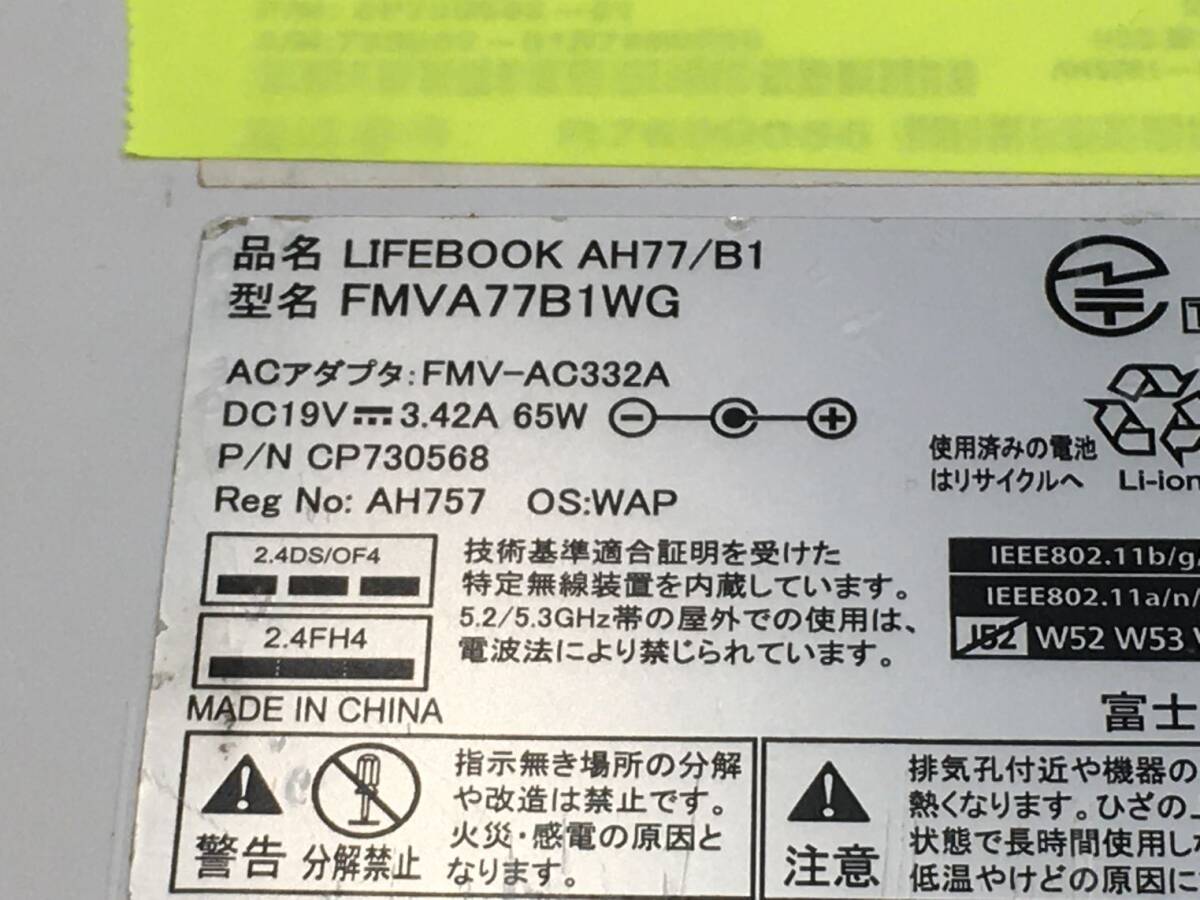 品名 LIFEBOOK AH77/B1
型名 FMVA77B1WG
ACアダプタ:FMV-AC332A
DC19V 3.42A 65W
P/N CP730568
Reg No: AH757 OS:WAP
使用済みの電池
はリサイクルへ Li-ion
2.4DS/OF4
2.4FH4
技術基準適合証明を受けた
特定無線装置を内蔵しています。
5.2/5.3GHz帯の屋外での使用は、
電波法により禁じられています。
IEEE802.11b/g/
IEEE802.11a/n/
J52 W52 W53
MADE IN CHINA
富士
警告 分解禁止
指示無き場所の分解
や改造は禁止です。
火災・感電の原因と
なります。
注意
排気孔付近や機器の
熱くなります。ひざの上
状態で長時間使用し
低温やけどの原因に